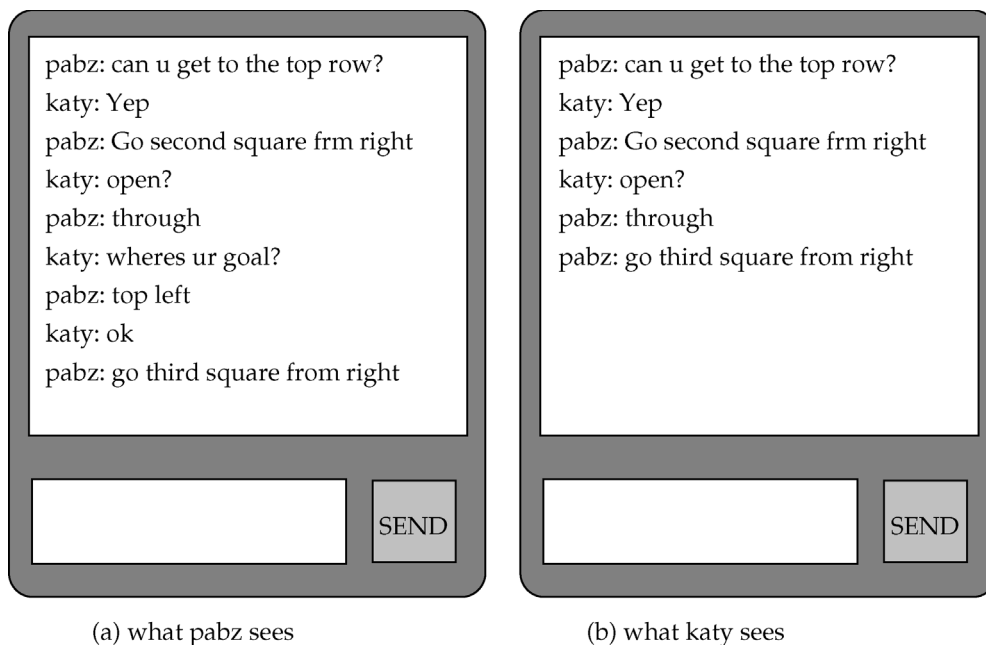 pabz: can u get to the top row?
katy: Yep
pabz: Go second square frm right
katy: open?
pabz: through
katy: wheres ur goal?
pabz: top left
katy: ok
pabz: go third square from right
SEND
(a) what pabz sees
pabz: can u get to the top row?
katy: Yep
pabz: Go second square frm right
katy: open?
pabz: through
pabz: go third square from right
SEND
(b) what katy sees